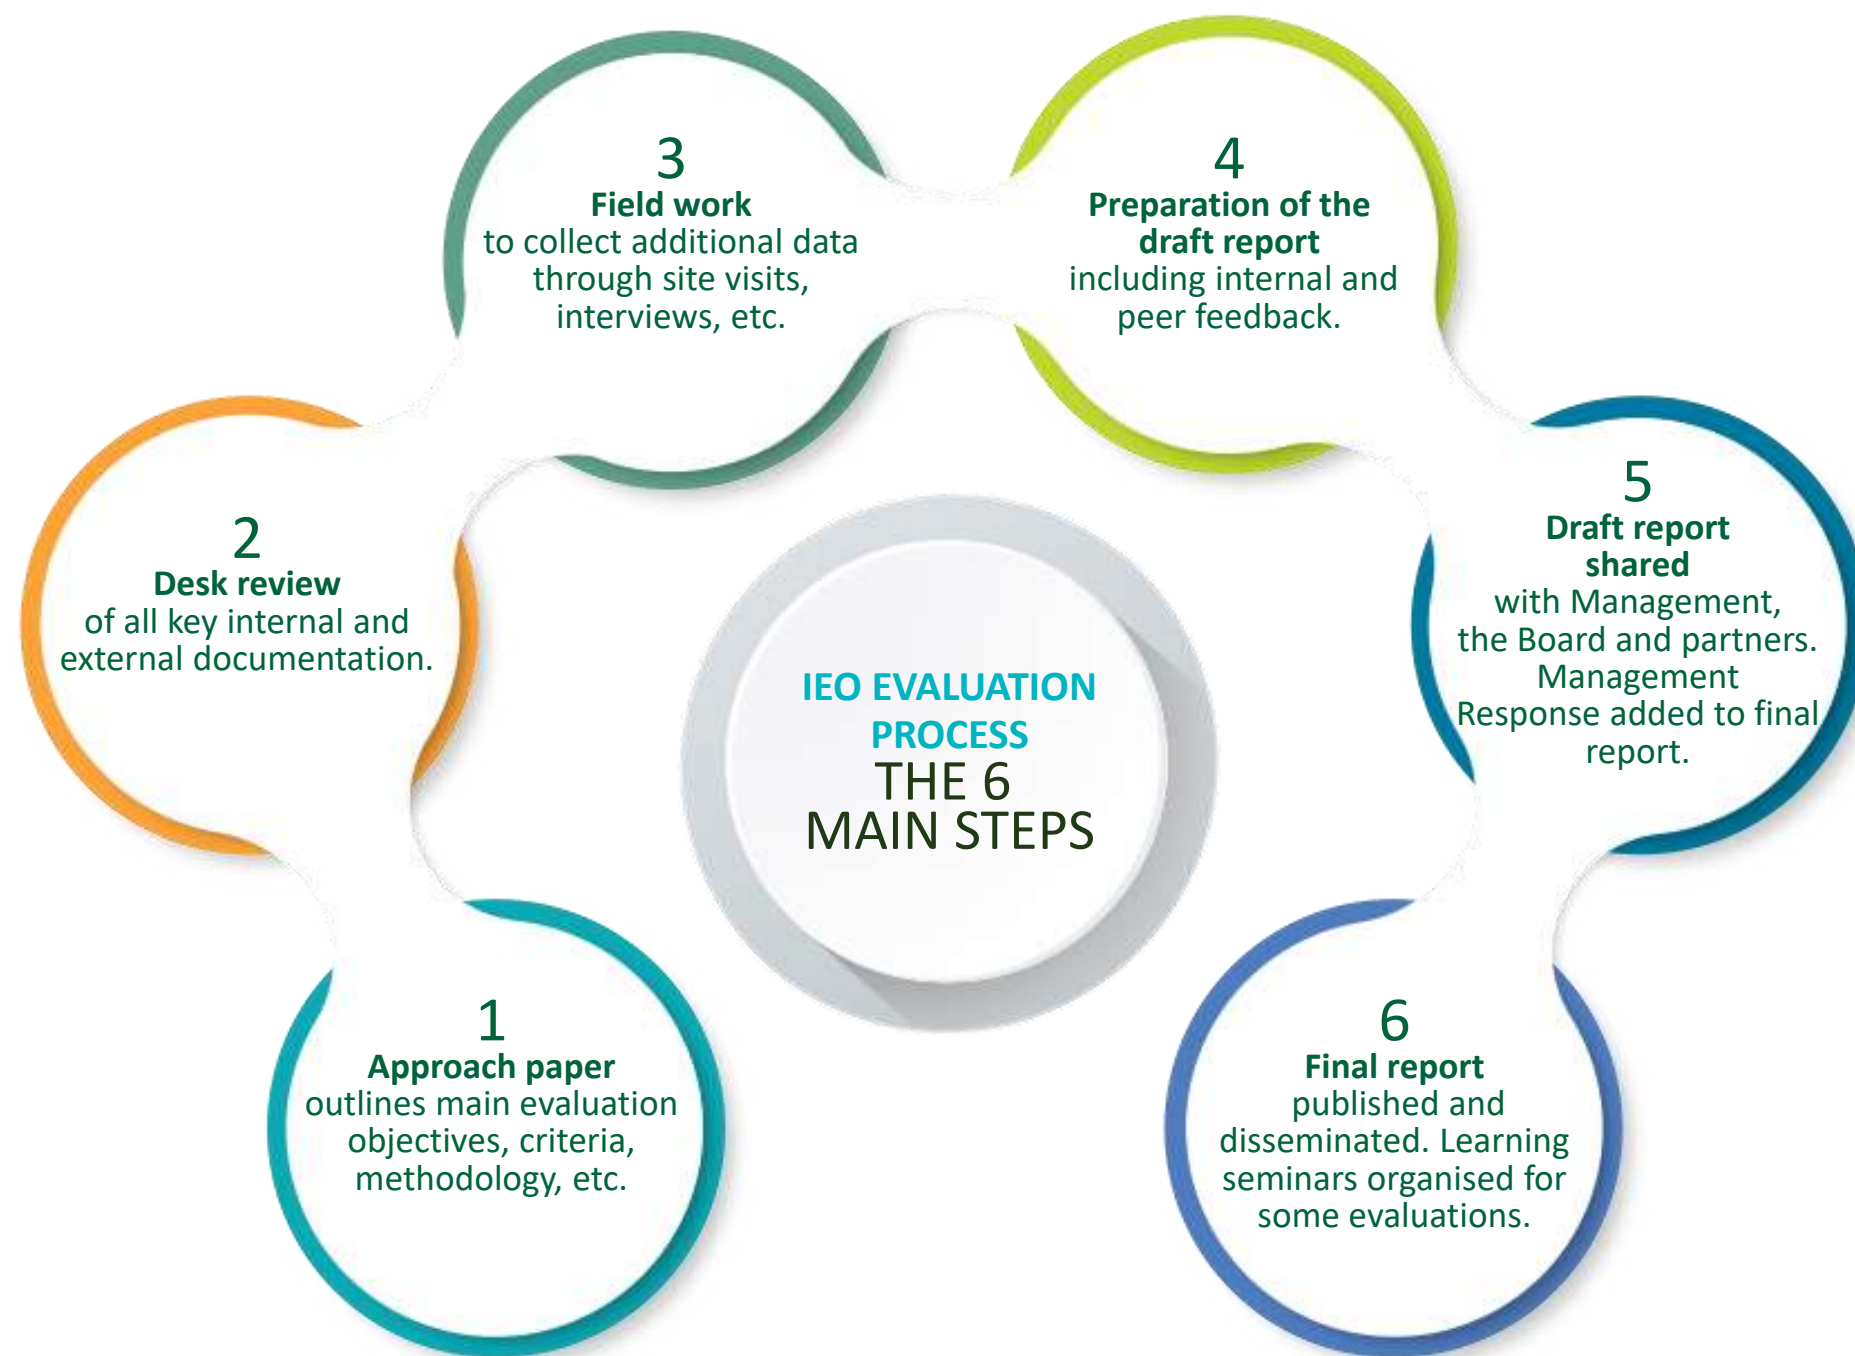 IEO EVALUATION
PROCESS
THE 6
MAIN STEPS
1
Approach paper
outlines main evaluation
objectives, criteria,
methodology, etc.
2
Desk review
of all key internal and
external documentation.
3
Field work
to collect additional data
through site visits,
interviews, etc.
4
Preparation of the
draft report
including internal and
peer feedback.
5
Draft report
shared
with Management,
the Board and partners.
Management
Response added to final
report.
6
Final report
published and
disseminated. Learning
seminars organised for
some evaluations.